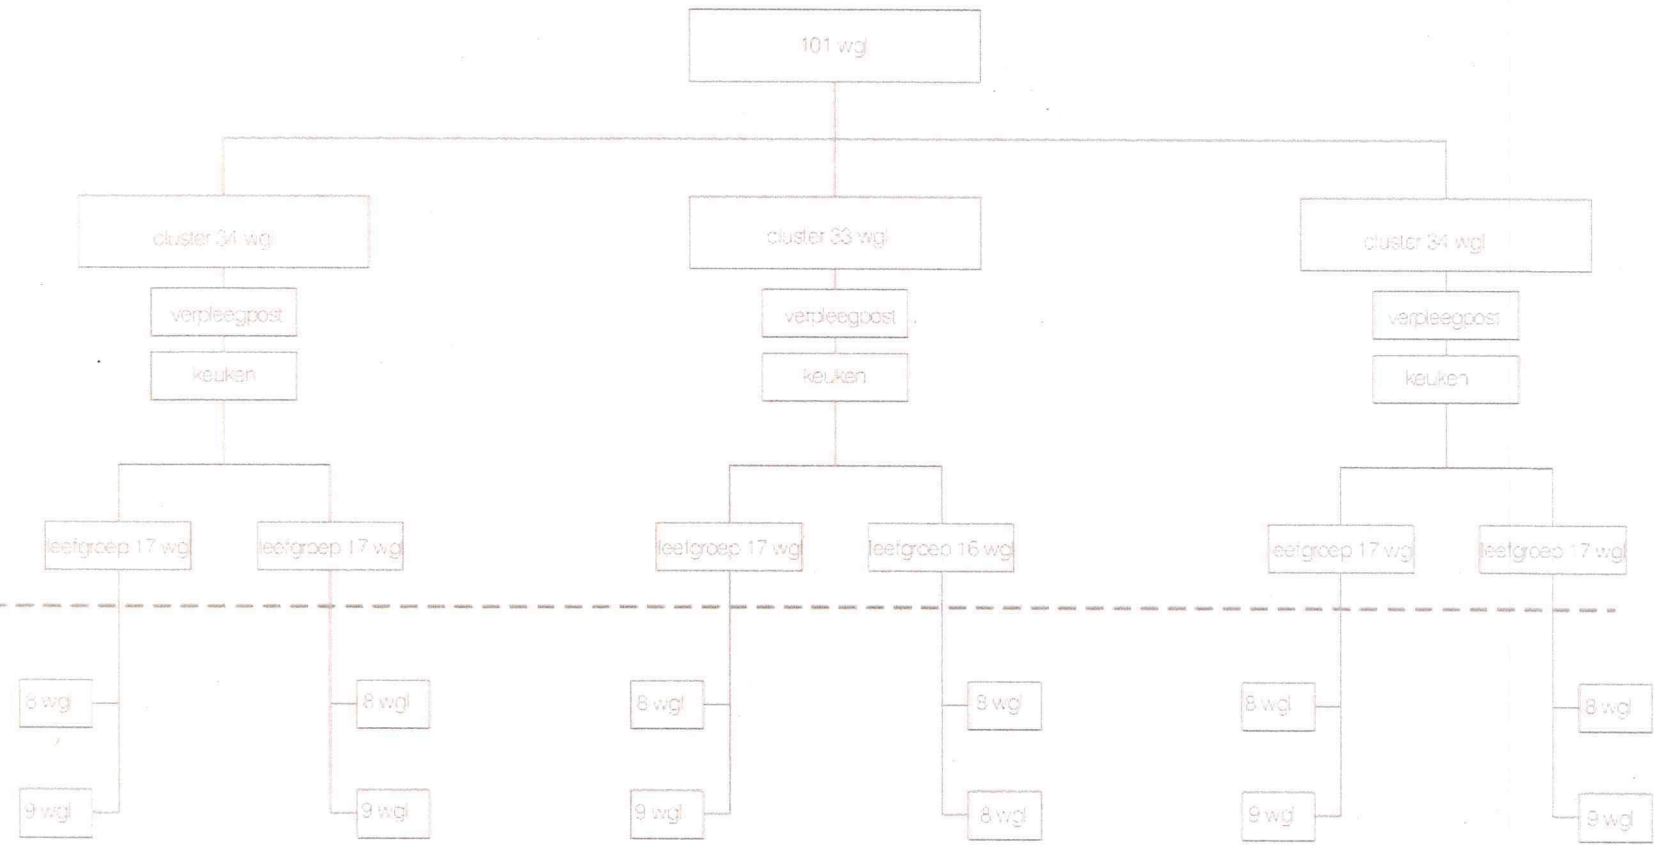 101 wgl
cluster 34 wgl
cluster 33 wgl
cluster 34 wgl
verpleegpost
verpleegpost
verpleegpost
keuken
keuken
keuken
leefgroep 17 wgl
leefgroep 17 wgl
leefgroep 17 wgl
leefgroep 16 wgl
leefgroep 17 wgl
leefgroep 17 wgl
8 wgl
8 wgl
8 wgl
8 wgl
8 wgl
8 wgl
9 wgl
9 wgl
9 wgl
8 wgl
9 wgl
9 wgl